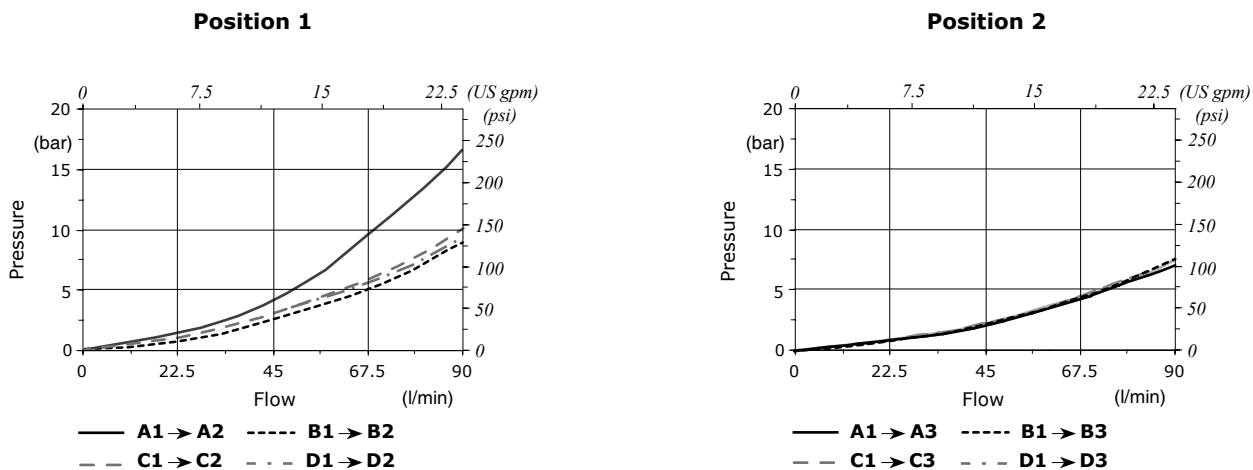 Position 1
0 7.5 15 22.5 (US gpm)
(psi)
20
(bar)
15
10
5
0
Pressure
250
200
150
100
50
0
0 22.5 45 67.5 90
Flow (l/min)
A1 → A2 B1 → B2
C1 → C2 D1 → D2
Position 2
0 7.5 15 22.5 (US gpm)
(psi)
20
(bar)
15
10
5
0
Pressure
250
200
150
100
50
0
0 22.5 45 67.5 90
Flow (l/min)
A1 → A3 B1 → B3
C1 → C3 D1 → D3